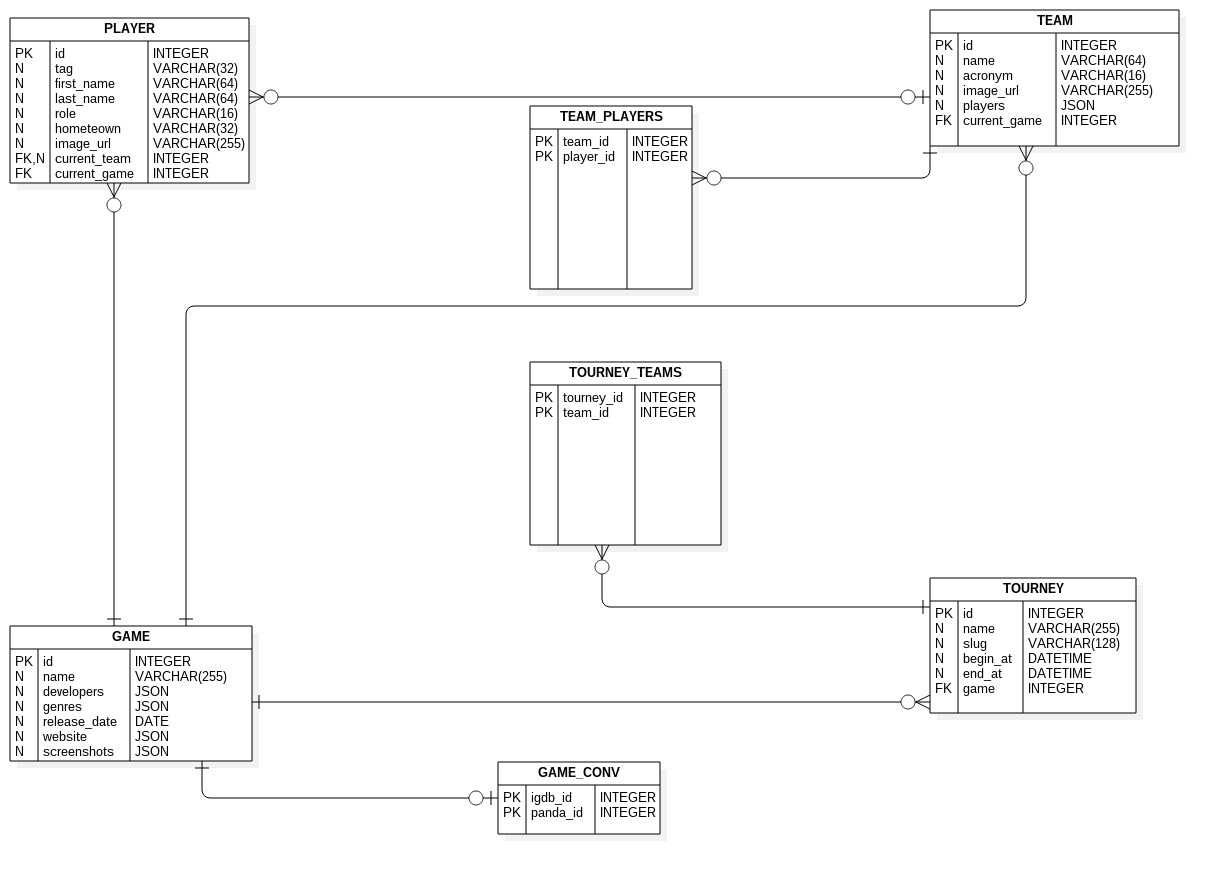 PLAYER
PK id INTEGER
N tag VARCHAR(32)
N first_name VARCHAR(64)
N last_name VARCHAR(64)
N role VARCHAR(16)
N hometeown VARCHAR(32)
N image_url VARCHAR(255)
FK,N current_team INTEGER
FK current_game INTEGER
TEAM
PK id INTEGER
N name VARCHAR(64)
N acronym VARCHAR(16)
N image_url VARCHAR(255)
N players JSON
FK current_game INTEGER
TEAM_PLAYERS
PK team_id INTEGER
PK player_id INTEGER
TOURNEY_TEAMS
PK tourney_id INTEGER
PK team_id INTEGER
TOURNEY
PK id INTEGER
N name VARCHAR(255)
N slug VARCHAR(128)
N begin_at DATETIME
N end_at DATETIME
FK game INTEGER
GAME
PK id INTEGER
N name VARCHAR(255)
N developers JSON
N genres JSON
N release_date DATE
N website JSON
N screenshots JSON
GAME_CONV
PK igdb_id INTEGER
PK panda_id INTEGER